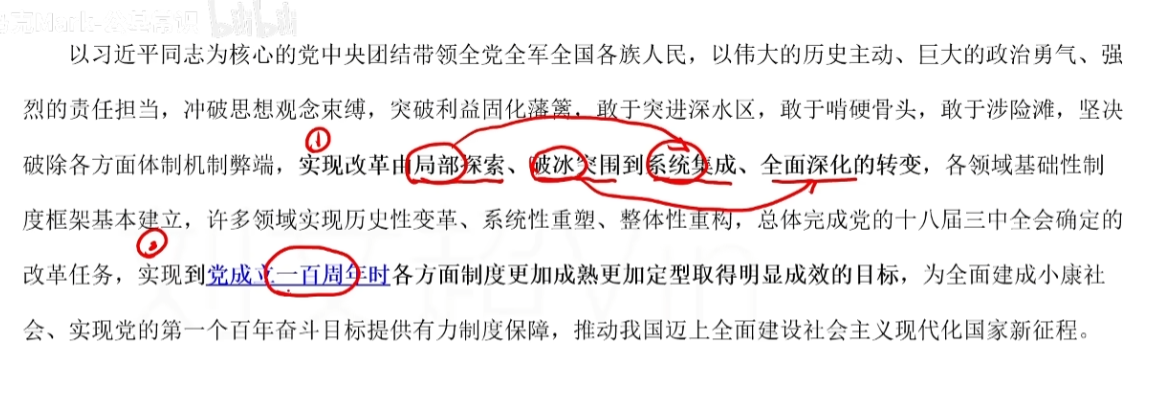 以习近平同志为核心的党中央团结带领全党全军全国各族人民，以伟大的历史主动、巨大的政治勇气、强
烈的责任担当，冲破思想观念束缚，突破利益固化藩篱，敢于突进深水区，敢于啃硬骨头，敢于涉险滩，坚决
①
破除各方面体制机制弊端，实现改革由局部探索、破冰突围到系统集成、全面深化的转变，各领域基础性制
度框架基本建立，许多领域实现历史性变革、系统性重塑、整体性重构，总体完成党的十八届三中全会确定的
②
改革任务，实现到党成立一百周年时各方面制度更加成熟更加定型取得明显成效的目标，为全面建成小康社
会、实现党的第一个百年奋斗目标提供有力制度保障，推动我国迈上全面建设社会主义现代化国家新征程。